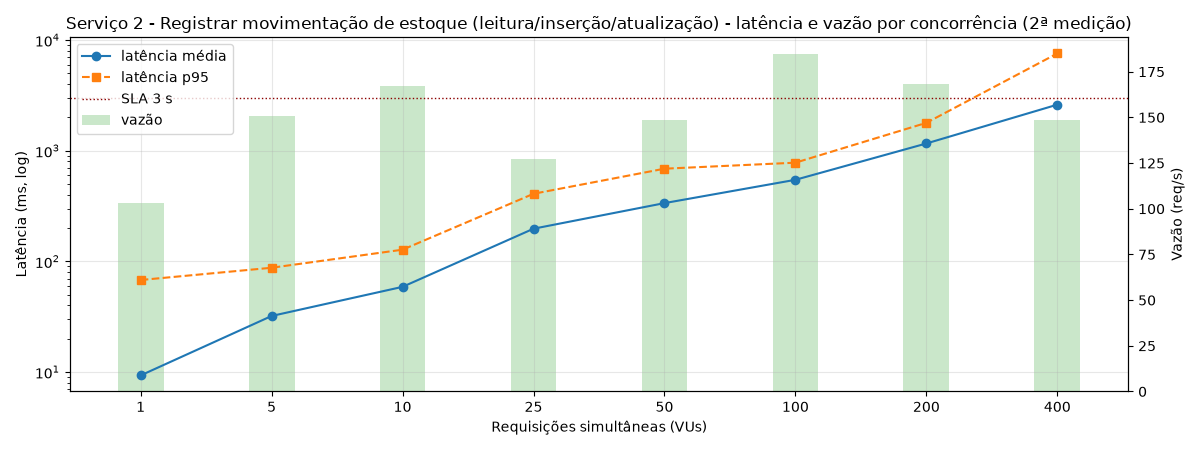 Serviço 2 - Registrar movimentação de estoque (leitura/inserção/atualização) - latência e vazão por concorrência (2ª medição)
latência média
latência p95
SLA 3 s
vazão
Latência (ms, log)
10⁴
10³
10²
10¹
Vazão (req/s)
175
150
125
100
75
50
25
0
1 5 10 25 50 100 200 400
Requisições simultâneas (VUs)